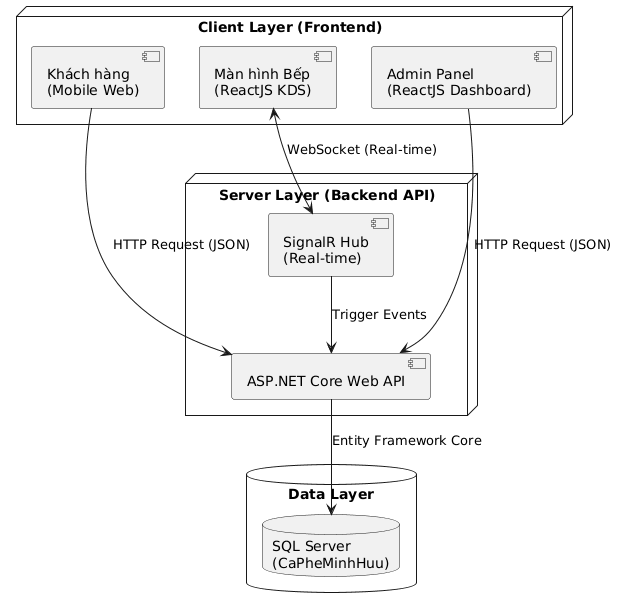 Client Layer (Frontend)
Khách hàng
(Mobile Web)
Màn hình Bếp
(ReactJS KDS)
Admin Panel
(ReactJS Dashboard)
WebSocket (Real-time)
Server Layer (Backend API)
SignalR Hub
(Real-time)
HTTP Request (JSON)
HTTP Request (JSON)
Trigger Events
ASP.NET Core Web API
Entity Framework Core
Data Layer
SQL Server
(CaPheMinhHuu)